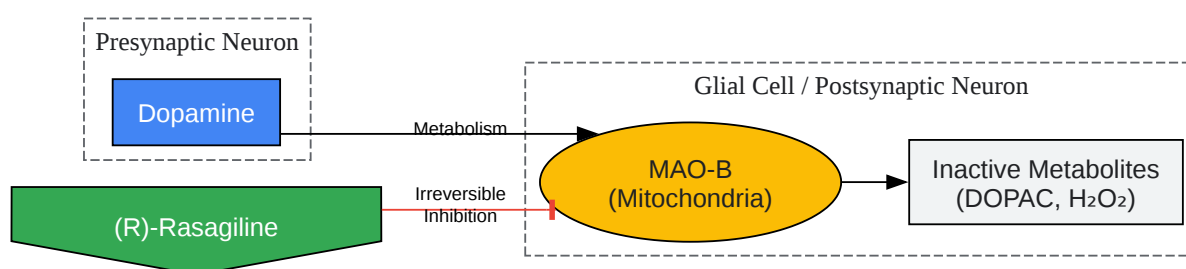 Presynaptic Neuron
Dopamine
Metabolism
Glial Cell / Postsynaptic Neuron
MAO-B
(Mitochondria)
Inactive Metabolites
(DOPAC, H₂O₂)
Irreversible
Inhibition
(R)-Rasagiline